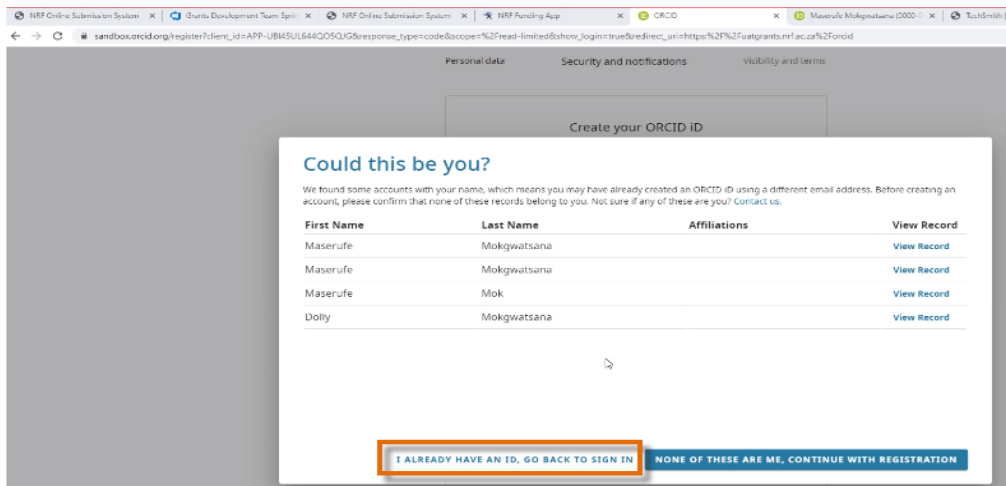 NRF Online Submission System
Grants Development Team Sprin
NRF Online Submission System
NRF Funding App
ORCID
Maserufe Mokgwatsana (0000-0
TechSmith
sandbox.orcid.org/register?client_id=APP-UBI45UL644QO5QJG&response_type=code&scope=%2Fread-limited&show_login=true&redirect_uri=https:%2F%2Fuatgrants.nrf.ac.za%2Forcid
Personal data Security and notifications Visibility and terms
Create your ORCID iD
Could this be you?
We found some accounts with your name, which means you may have already created an ORCID iD using a different email address. Before creating an
account, please confirm that none of these records belong to you. Not sure if any of these are you? Contact us.
First Name Last Name Affiliations View Record
Maserufe Mokgwatsana View Record
Maserufe Mokgwatsana View Record
Maserufe Mok View Record
Dolly Mokgwatsana View Record
I ALREADY HAVE AN ID, GO BACK TO SIGN IN NONE OF THESE ARE ME, CONTINUE WITH REGISTRATION